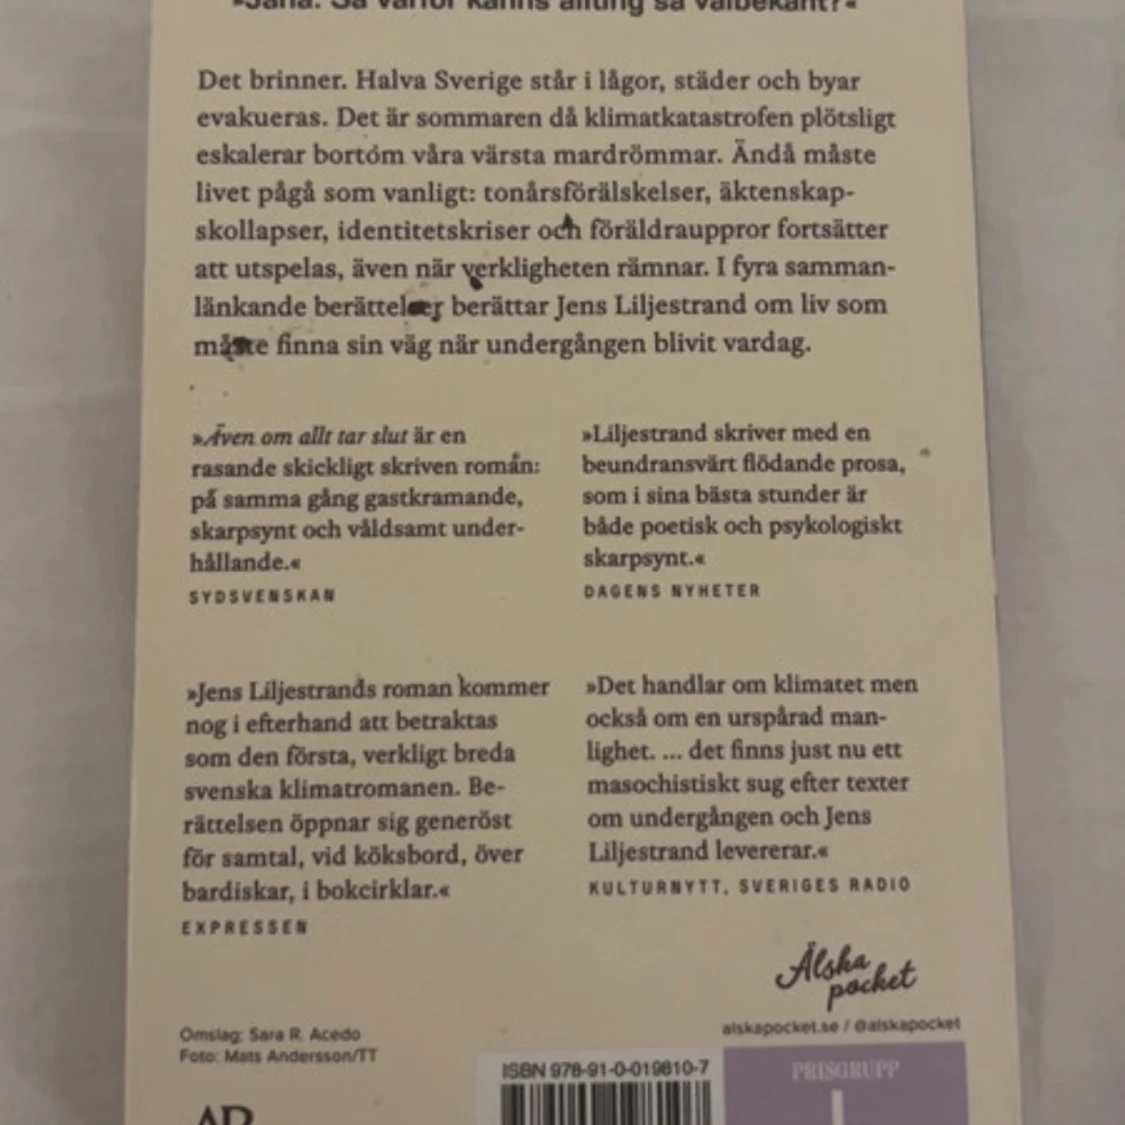 »Jana. Så varför känns allting så välbekant?«
Det brinner. Halva Sverige står i lågor, städer och byar
evakueras. Det är sommaren då klimatkatastrofen plötsligt
eskalerar bortom våra värsta mardrömmar. Ändå måste
livet pågå som vanligt: tonårsförälskelser, äktenskap-
skollapser, identitetskriser och föräldrauppror fortsätter
att utspelas, även när verkligheten rämnar. I fyra samman-
länkande berättelser berättar Jens Liljestrand om liv som
måste finna sin väg när undergången blivit vardag.
»Även om allt tar slut är en
rasande skickligt skriven roman:
på samma gång gastkramande,
skarpsynt och våldsamt under-
hållande.«
SYDSVENSKAN
»Liljestrand skriver med en
beundransvärt flödande prosa,
som i sina bästa stunder är
både poetisk och psykologiskt
skarpsynt.«
DAGENS NYHETER
»Jens Liljestrands roman kommer
nog i efterhand att betraktas
som den första, verkligt breda
svenska klimatromanen. Be-
rättelsen öppnar sig generöst
för samtal, vid köksbord, över
bardiskar, i bokcirklar.«
EXPRESSEN
»Det handlar om klimatet men
också om en urspårad man-
lighet. ... det finns just nu ett
masochistiskt sug efter texter
om undergången och Jens
Liljestrand levererar.«
KULTURNYTT, SVERIGES RADIO
Älska
pocket
alskapocket.se / @alskapocket
Omslag: Sara R. Acedo
Foto: Mats Andersson/TT
ISBN 978-91-0-019810-7
PRISGRUPP